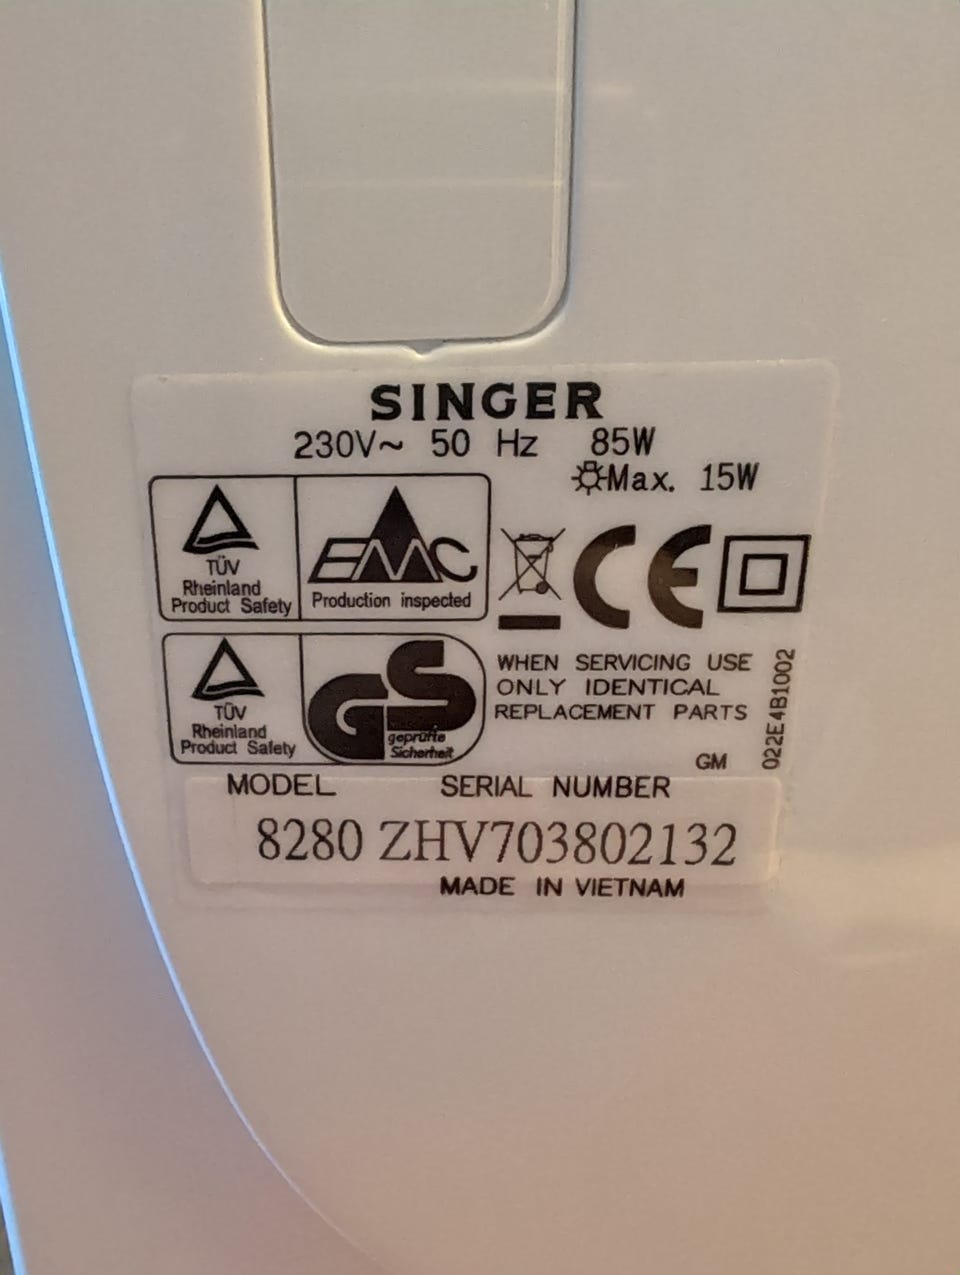 SINGER
230V~ 50 Hz 85W
Max. 15W
TÜV
Rheinland
Product Safety
EMC
Production inspected
CE
TÜV
Rheinland
Product Safety
GS
geprüfte
Sicherheit
WHEN SERVICING USE
ONLY IDENTICAL
REPLACEMENT PARTS
GM
022E4B1002
MODEL SERIAL NUMBER
8280 ZHV703802132
MADE IN VIETNAM